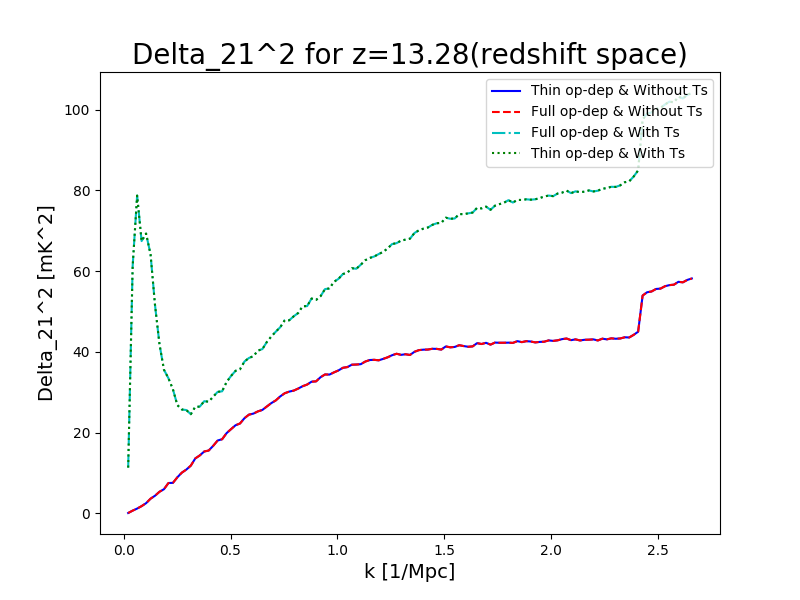 Delta_21^2 for z=13.28(redshift space)
Thin op-dep & Without Ts
Full op-dep & Without Ts
Full op-dep & With Ts
Thin op-dep & With Ts
Delta_21^2 [mK^2]
100
80
60
40
20
0
0.0 0.5 1.0 1.5 2.0 2.5
k [1/Mpc]